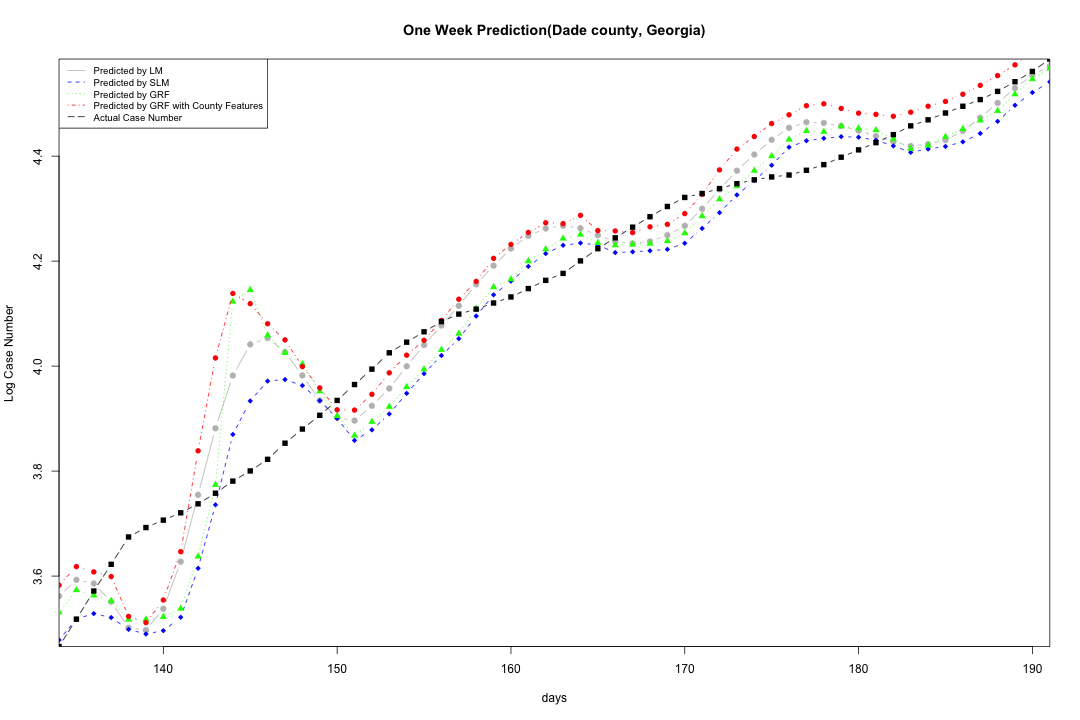 One Week Prediction(Dade county, Georgia)
Predicted by LM
Predicted by SLM
Predicted by GRF
Predicted by GRF with County Features
Actual Case Number
Log Case Number
4.4
4.2
4.0
3.8
3.6
140 150 160 170 180 190
days